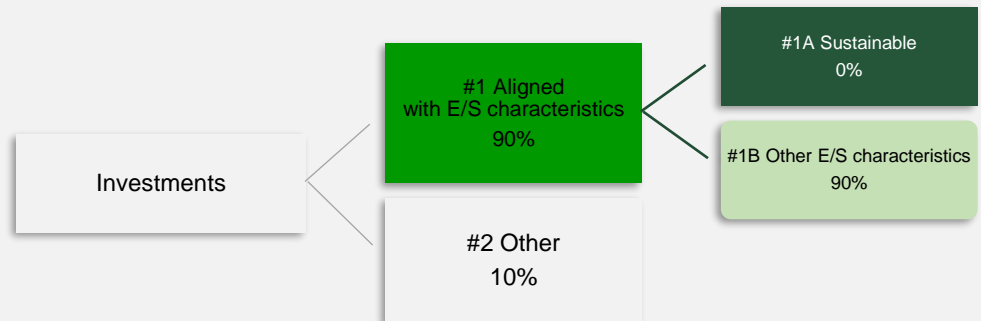 Investments
#1 Aligned
with E/S characteristics
90%
#2 Other
10%
#1A Sustainable
0%
#1B Other E/S characteristics
90%